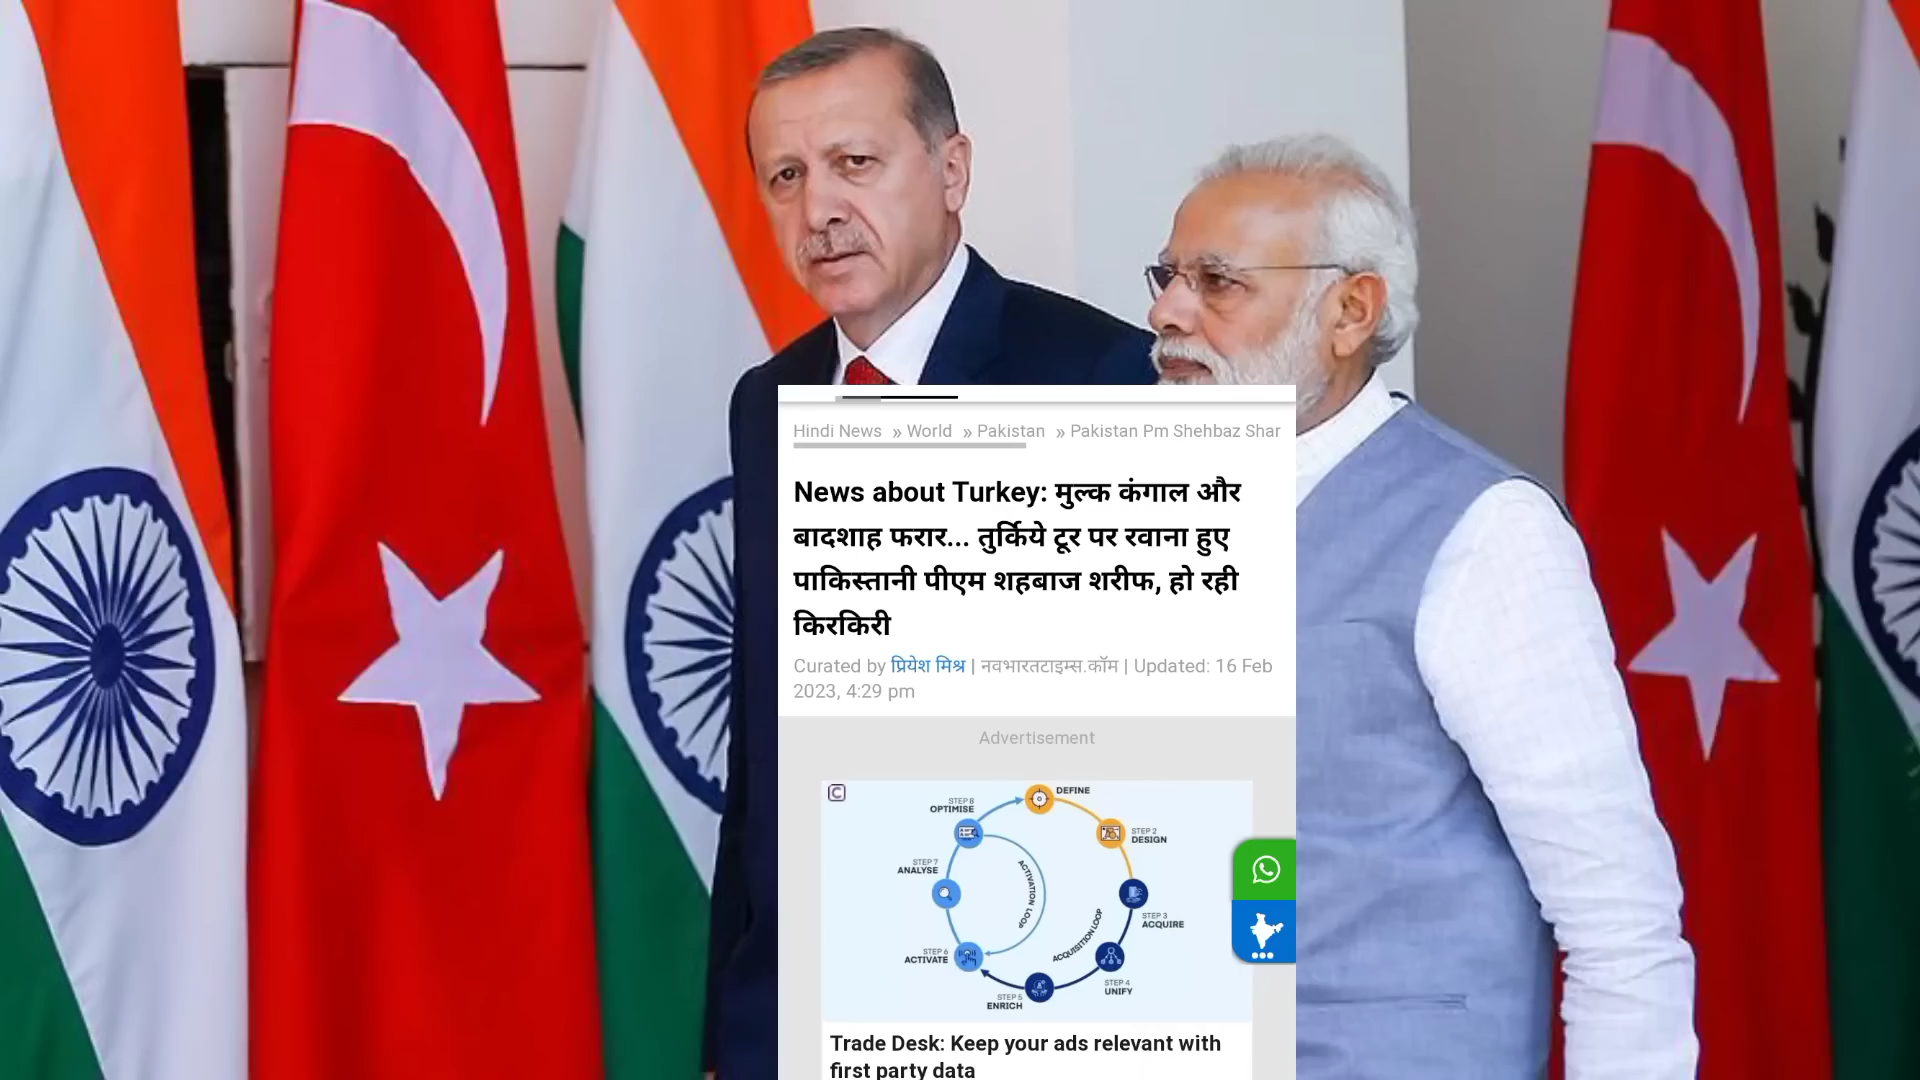 Hindi News » World » Pakistan » Pakistan Pm Shehbaz Shar
News about Turkey: मुल्क कंगाल और
बादशाह फरार... तुर्किये टूर पर रवाना हुए
पाकिस्तानी पीएम शहबाज शरीफ, हो रही
किरकिरी
Curated by प्रियेश मिश्र | नवभारतटाइम्स.कॉम | Updated: 16 Feb
2023, 4:29 pm
Advertisement
DEFINE
STEP 2
DESIGN
STEP 3
ACQUIRE
STEP 4
UNIFY
STEP 5
ENRICH
STEP 6
ACTIVATE
STEP 7
ANALYSE
STEP 8
OPTIMISE
ACTIVATION LOOP
ACQUISITION LOOP
Trade Desk: Keep your ads relevant with
first party data